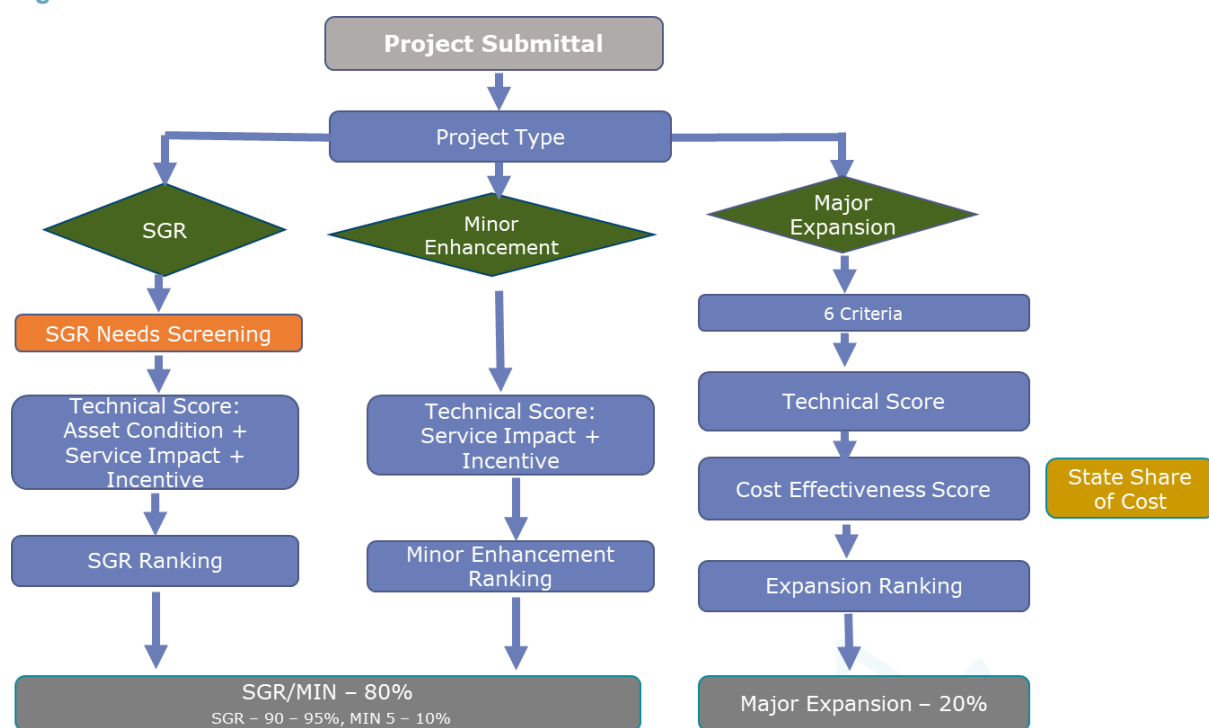 Project Submittal
Project Type
SGR
Minor
Enhancement
Major
Expansion
SGR Needs Screening
6 Criteria
Technical Score:
Asset Condition +
Service Impact +
Incentive
Technical Score:
Service Impact +
Incentive
Technical Score
Cost Effectiveness Score
State Share
of Cost
SGR Ranking
Minor Enhancement
Ranking
Expansion Ranking
SGR/MIN – 80%
SGR – 90 – 95%, MIN 5 – 10%
Major Expansion – 20%